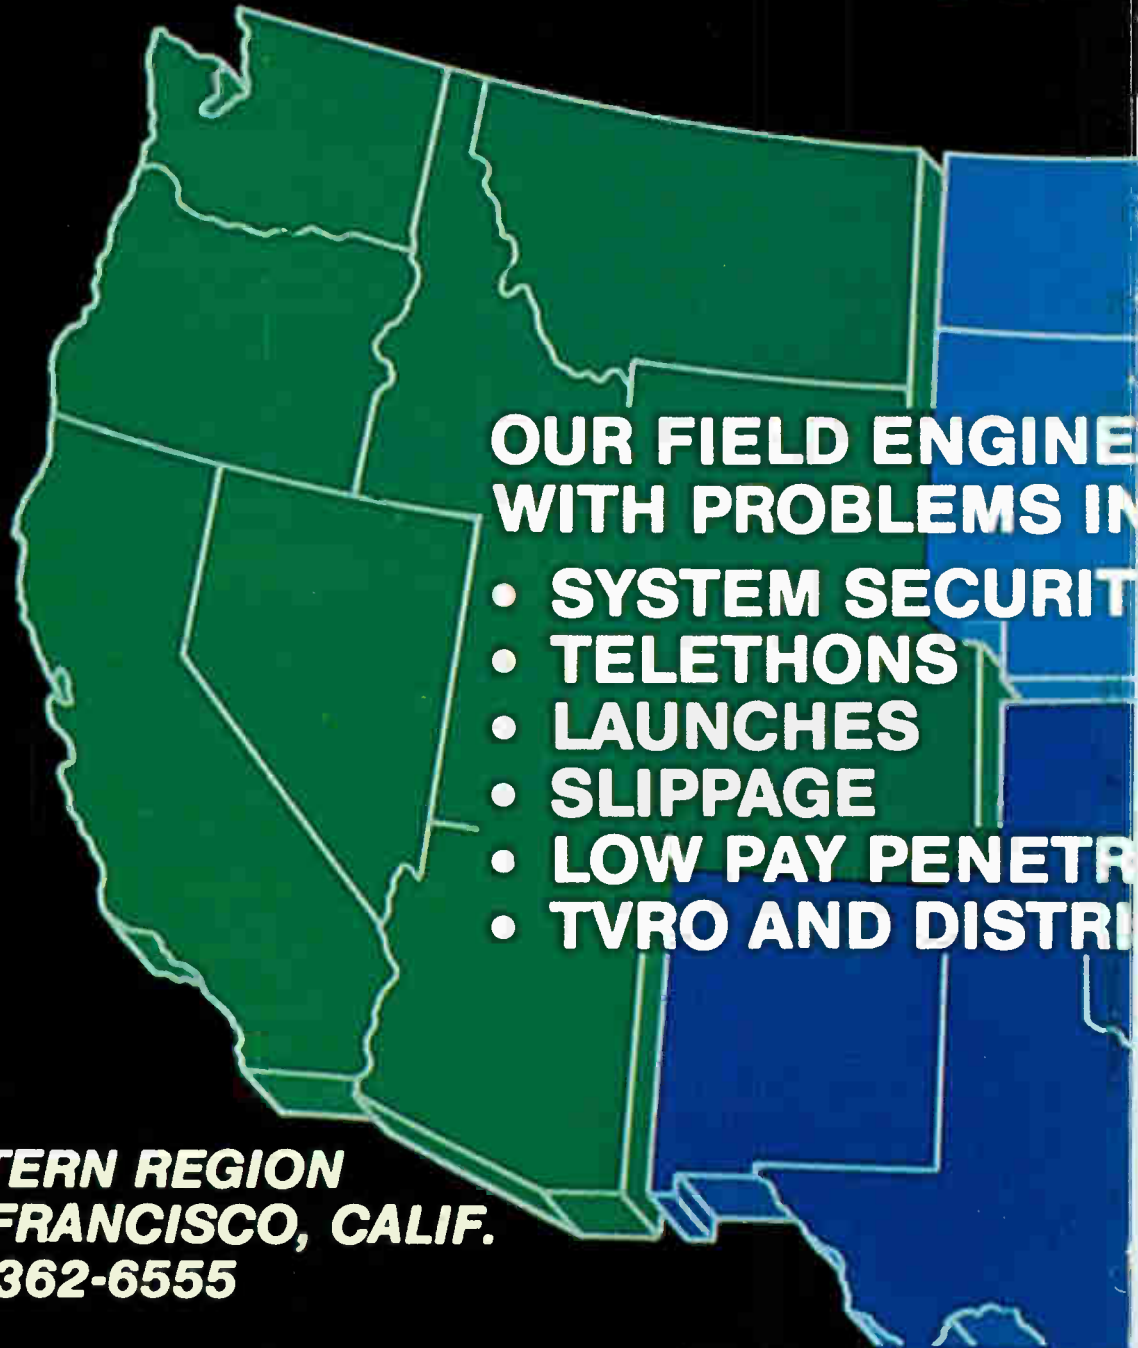 OUR FIELD ENGINE
WITH PROBLEMS IN
• SYSTEM SECURIT
• TELETHONS
• LAUNCHES
• SLIPPAGE
• LOW PAY PENETR
• TVRO AND DISTRI
TERN REGION
FRANCISCO, CALIF.
362-6555